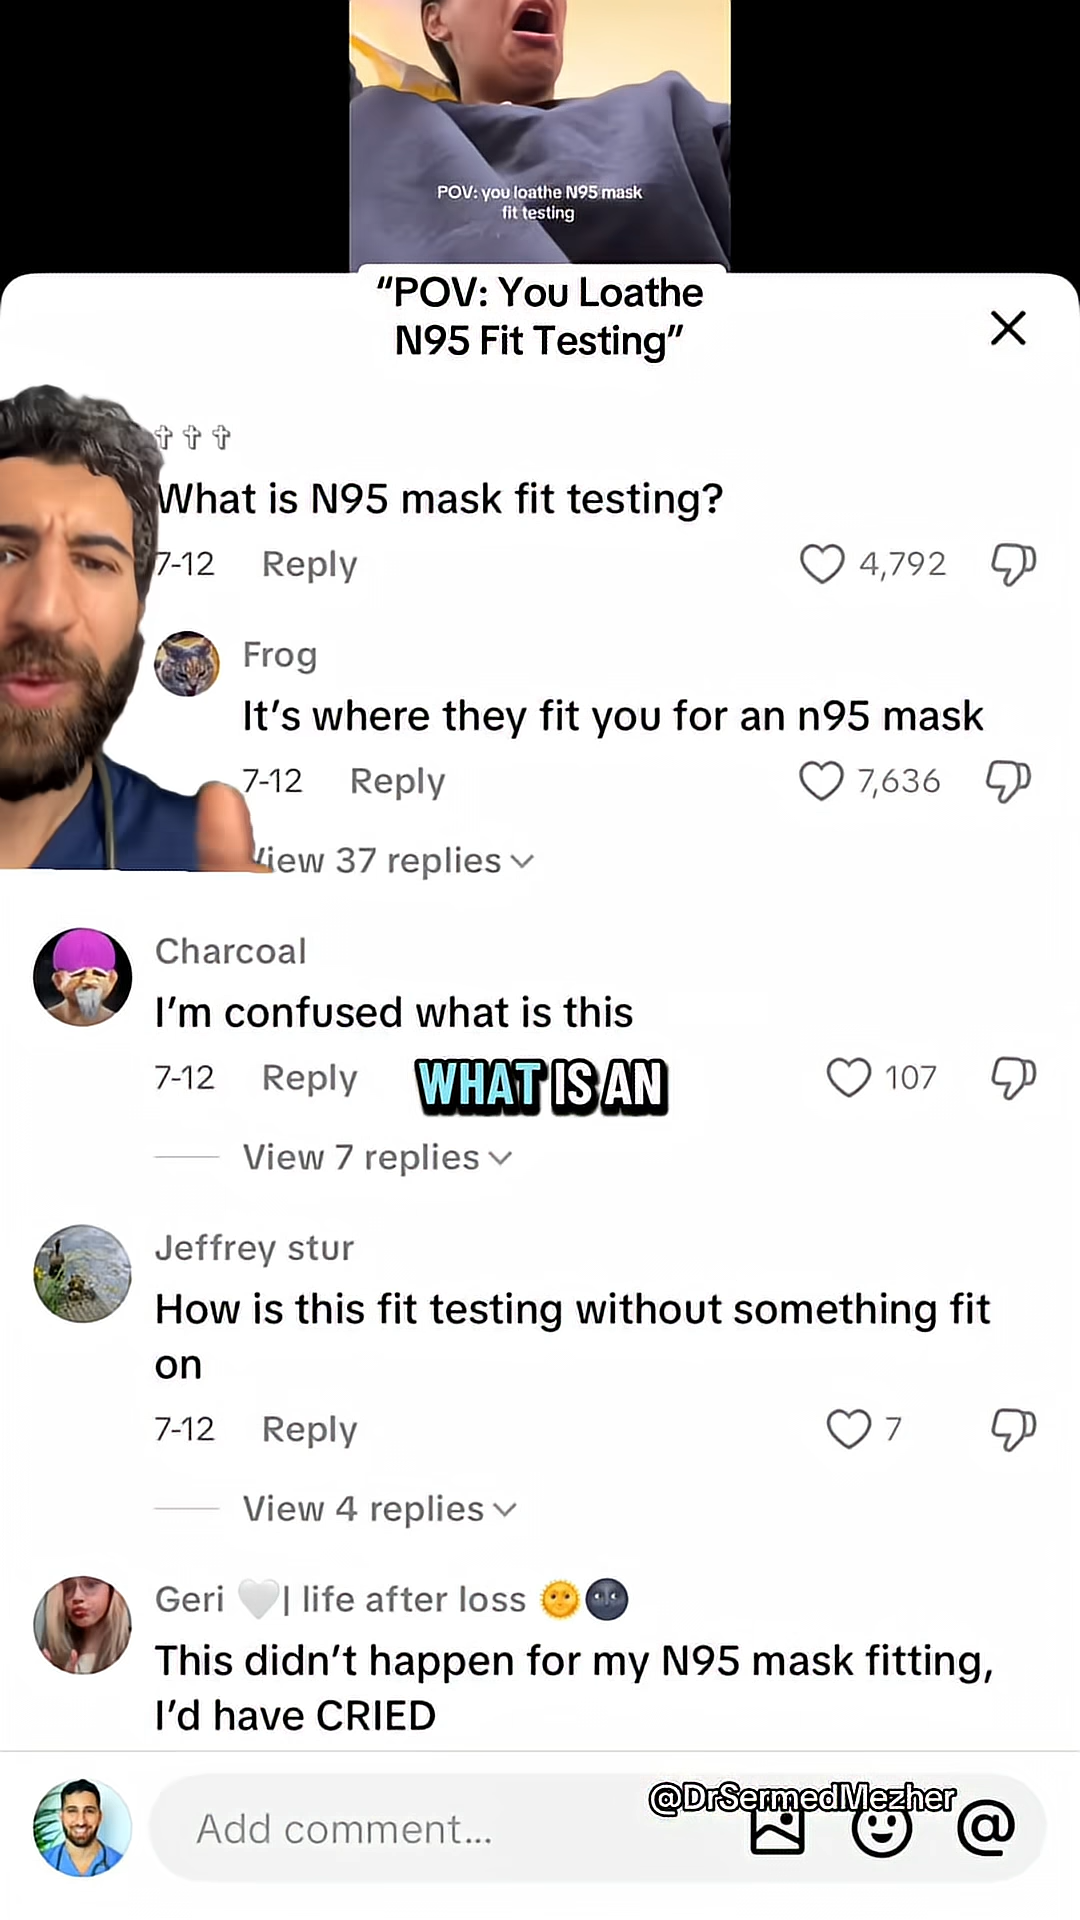 POV: you loathe N95 mask
fit testing
“POV: You Loathe
N95 Fit Testing”
✞ ✞ ✞
What is N95 mask fit testing?
7-12 Reply 4,792
Frog
It’s where they fit you for an n95 mask
7-12 Reply 7,636
View 37 replies
Charcoal
I’m confused what is this
7-12 Reply 107
WHAT IS AN
View 7 replies
Jeffrey stur
How is this fit testing without something fit
on
7-12 Reply 7
View 4 replies
Geri 🤍| life after loss 🌞🌚
This didn’t happen for my N95 mask fitting,
I’d have CRIED
@DrSermedMezher
Add comment...